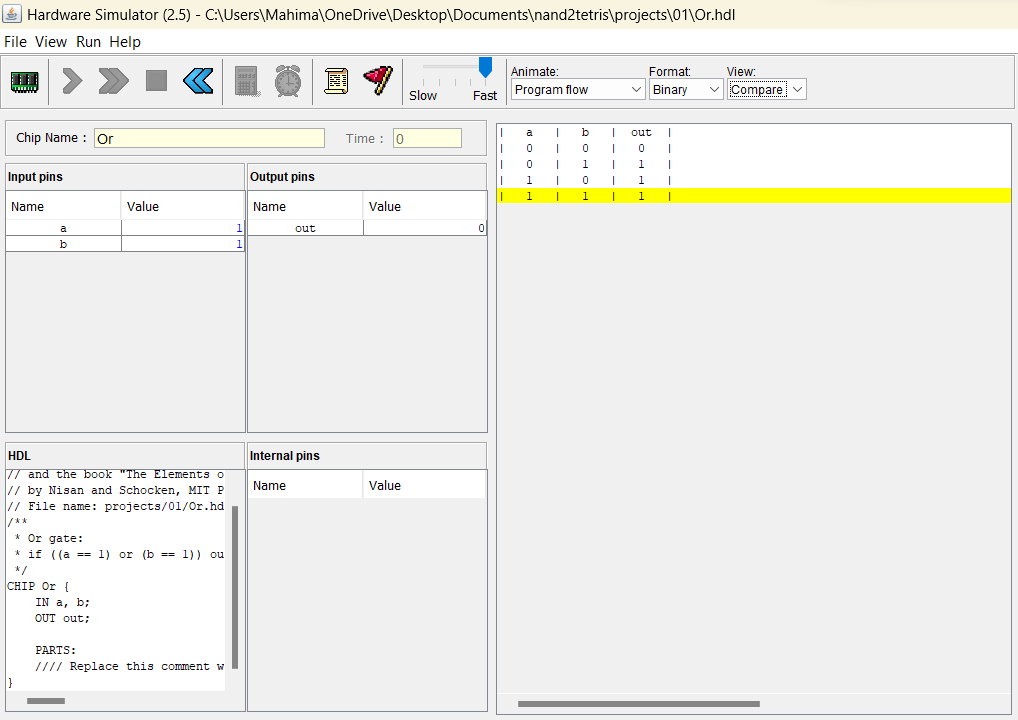 Hardware Simulator (2.5) - C:\Users\Mahima\OneDrive\Desktop\Documents\nand2tetris\projects\01\Or.hdl
File View Run Help
Slow Fast
Animate: Format: View:
Program flow Binary Compare
Chip Name : Or Time : 0
Input pins Output pins
Name Value Name Value
a 1 out 0
b 1
| a | b | out |
| 0 | 0 | 0 |
| 0 | 1 | 1 |
| 1 | 0 | 1 |
| 1 | 1 | 1 |
HDL Internal pins
Name Value
// and the book "The Elements o
// by Nisan and Schocken, MIT P
// File name: projects/01/Or.hd
/**
* Or gate:
* if ((a == 1) or (b == 1)) ou
*/
CHIP Or {
IN a, b;
OUT out;
PARTS:
//// Replace this comment w
}